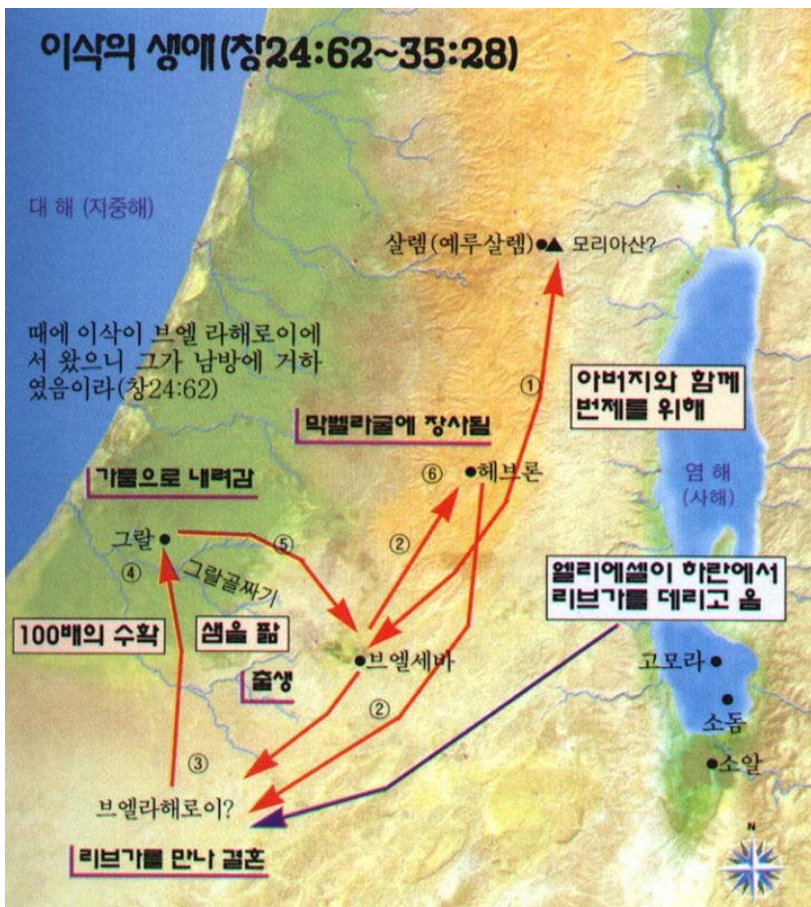 이삭의 생애(창24:62~35:28)
대 해 (지중해)
살렘(예루살렘)
모리아산?
때에 이삭이 브엘 라해로이에
서 왔으니 그가 남방에 거하
였음이라(창24:62)
①
아버지와 함께
번제를 위해
막벨라굴에 장사됨
⑥
헤브론
염 해
(사해)
가뭄으로 내려감
그랄
⑤
②
④
그랄골짜기
엘리에셀이 하란에서
리브가를 데리고 옴
100배의 수확
샘을 팖
브엘세바
출생
고모라
②
소돔
③
소알
브엘라해로이?
N
리브가를 만나 결혼